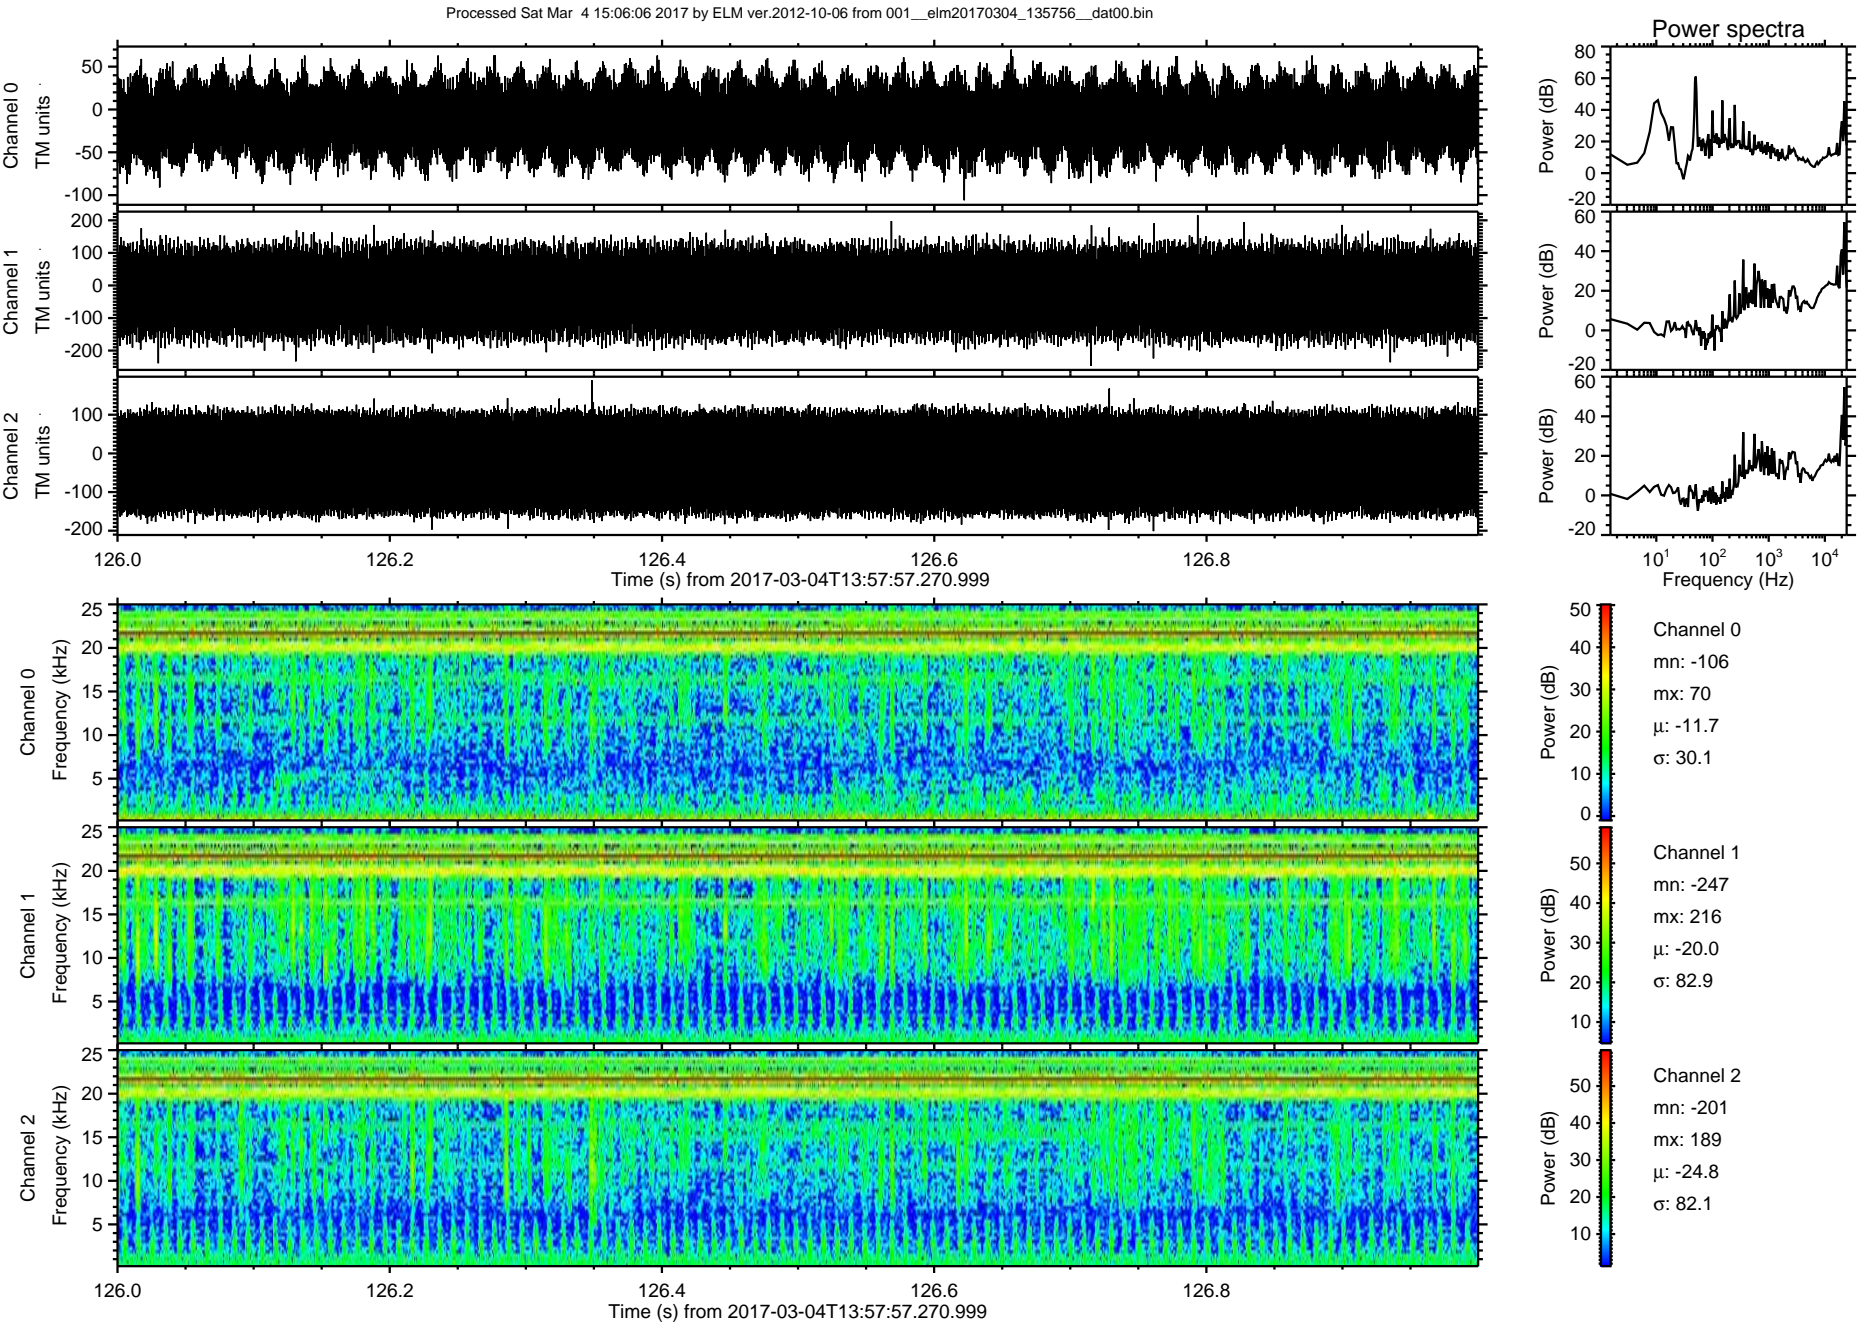 Processed Sat Mar  4 15:06:06 2017 by ELM ver.2012-10-06 from 001__elm20170304_135756__dat00.bin
Power spectra
Channel 0
TM units
50
0
-50
-100
Power (dB)
80
60
40
20
0
-20
Channel 1
TM units
200
100
0
-100
-200
Power (dB)
60
40
20
0
-20
Channel 2
TM units
100
0
-100
-200
Power (dB)
60
40
20
0
-20
126.0
126.2
126.4
126.6
126.8
Time (s) from 2017-03-04T13:57:57.270.999
10^1
10^2
10^3
10^4
Frequency (Hz)
Channel 0
Frequency (kHz)
25
20
15
10
5
Power (dB)
50
40
30
20
10
0
Channel 0
mn: -106
mx: 70
μ: -11.7
σ: 30.1
Channel 1
Frequency (kHz)
25
20
15
10
5
Power (dB)
50
40
30
20
10
Channel 1
mn: -247
mx: 216
μ: -20.0
σ: 82.9
Channel 2
Frequency (kHz)
25
20
15
10
5
Power (dB)
50
40
30
20
10
Channel 2
mn: -201
mx: 189
μ: -24.8
σ: 82.1
126.0
126.2
126.4
126.6
126.8
Time (s) from 2017-03-04T13:57:57.270.999